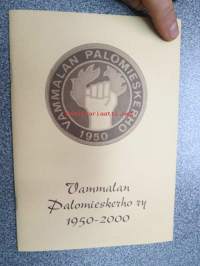 VAMMALAN PALOMIESKERHO
1950
Vammalan
Palomieskerho ry
1950-2000